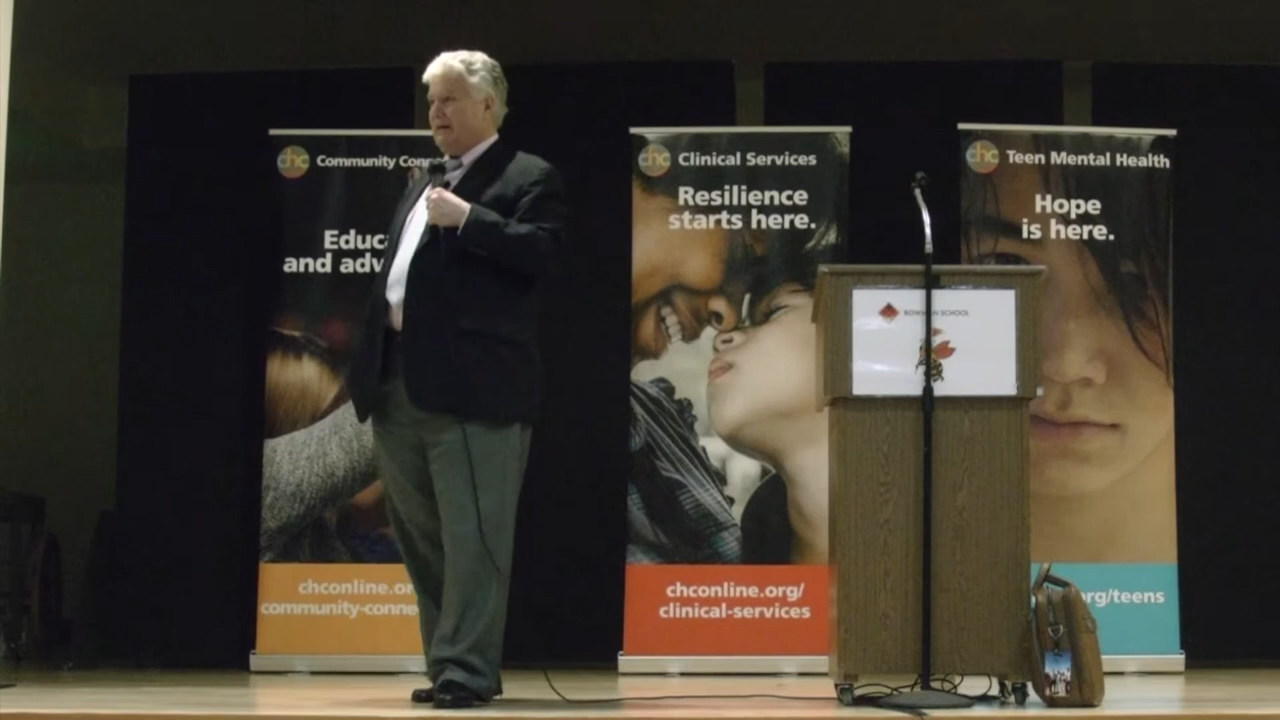 chc Community Conn
Educa
and adv
chconline.or
community-conne
chc Clinical Services
Resilience
starts here.
chconline.org/
clinical-services
chc Teen Mental Health
Hope
is here.
org/teens
SCHOOL